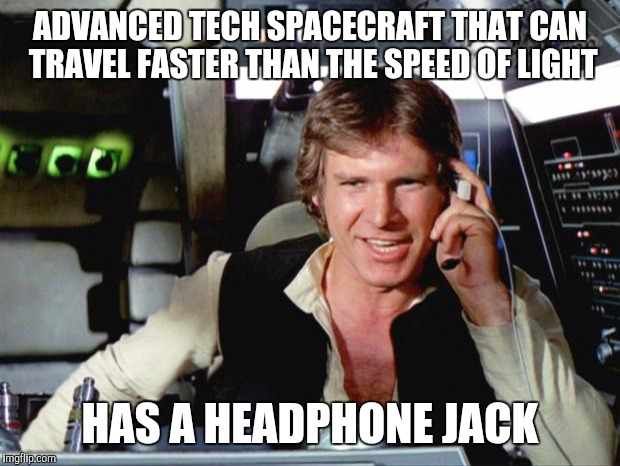 ADVANCED TECH SPACECRAFT THAT CAN
TRAVEL FASTER THAN THE SPEED OF LIGHT
HAS A HEADPHONE JACK
imgflip.com